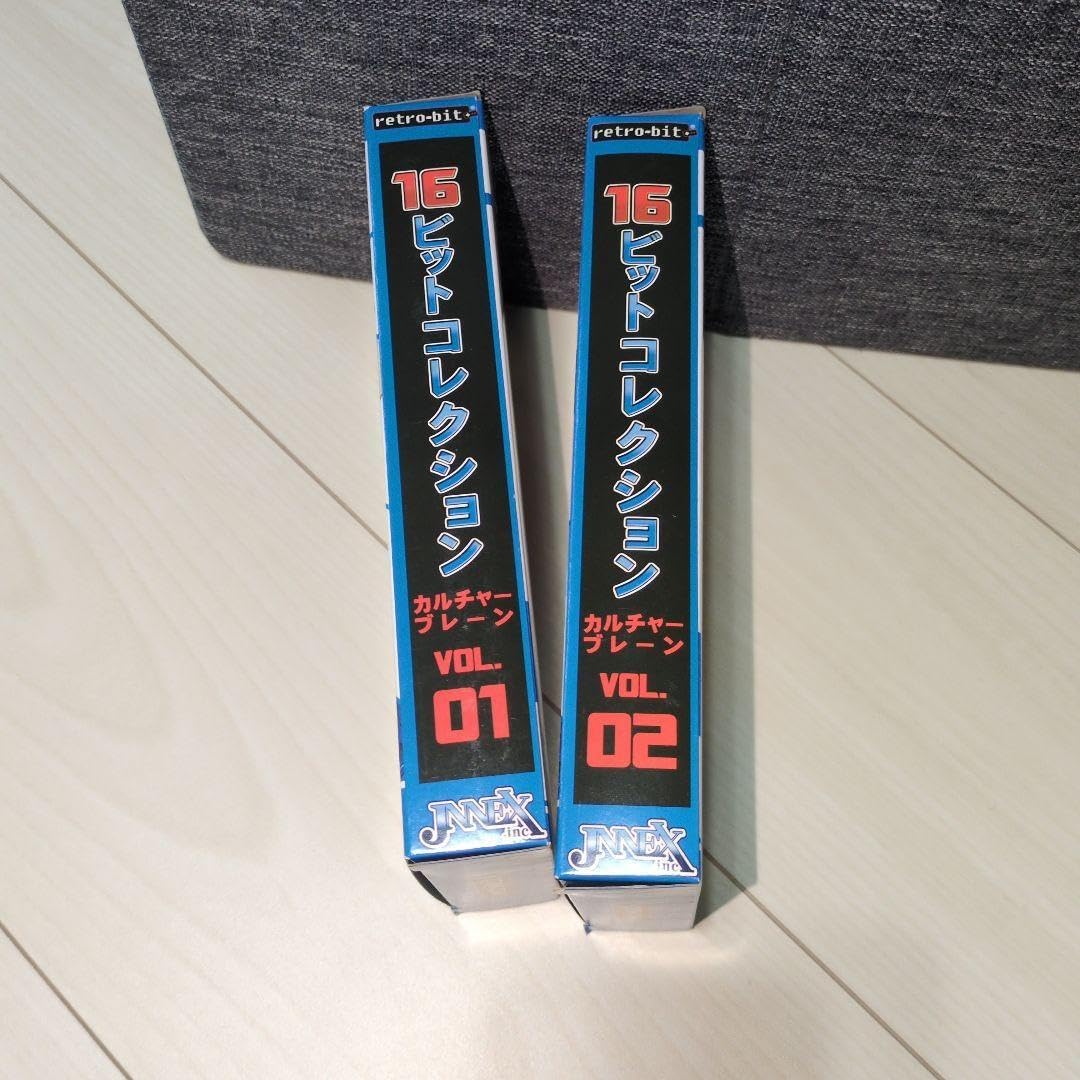 retro-bit
16
ビットコレクション
カルチャー
ブレーン
VOL.
01
JNNEX
inc
retro-bit
16
ビットコレクション
カルチャー
ブレーン
VOL.
02
JNNEX
inc